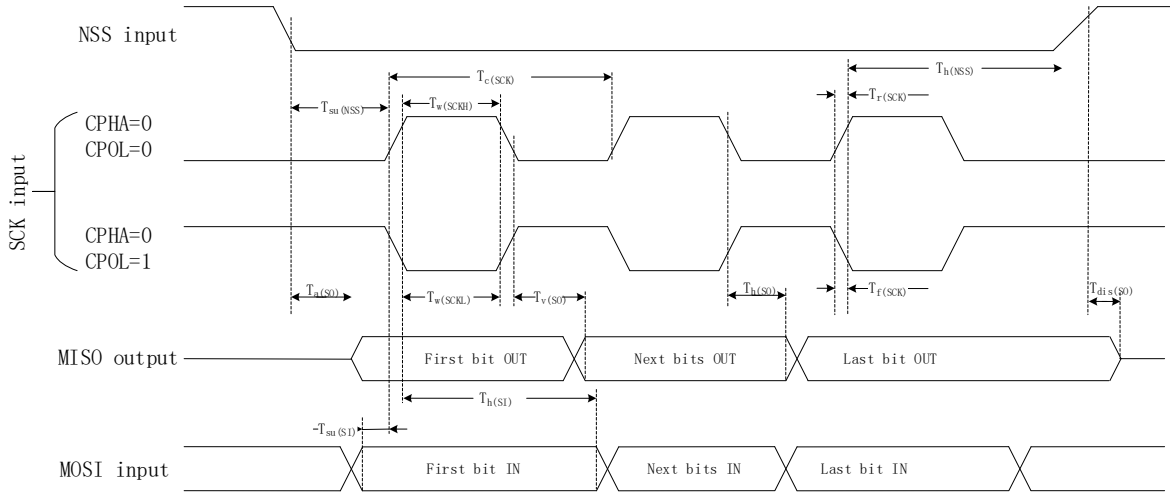 NSS input
Tc(SCK)
Th(NSS)
Tsu(NSS)
Tw(SCKH)
Tr(SCK)
CPHA=0
CPOL=0
SCK input
CPHA=0
CPOL=1
Ta(SO)
Tw(SCKL)
Tv(SO)
Th(SO)
Tf(SCK)
Tdis(SO)
MISO output
First bit OUT
Next bits OUT
Last bit OUT
Th(SI)
Tsu(SI)
MOSI input
First bit IN
Next bits IN
Last bit IN